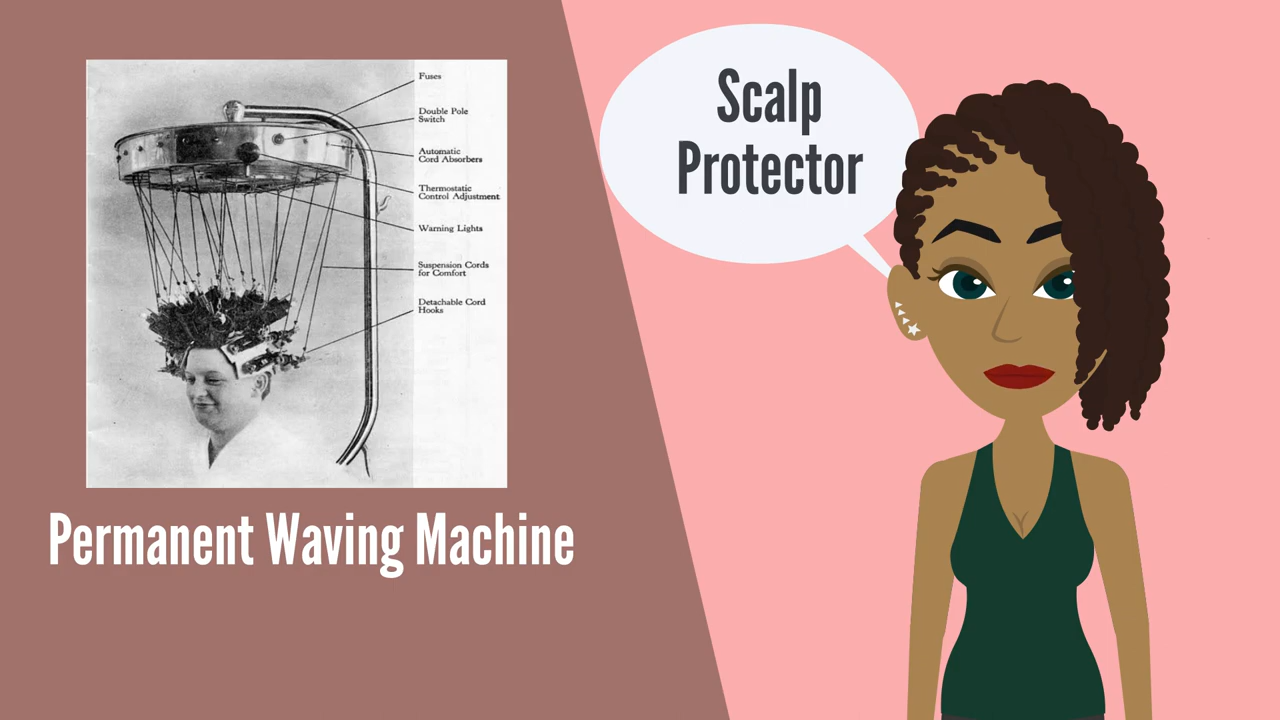 Fuses
Double Pole
Switch
Automatic
Cord Absorbers
Thermostatic
Control Adjustment
Warning Lights
Suspension Cords
for Comfort
Detachable Cord
Hooks
Permanent Waving Machine
Scalp
Protector